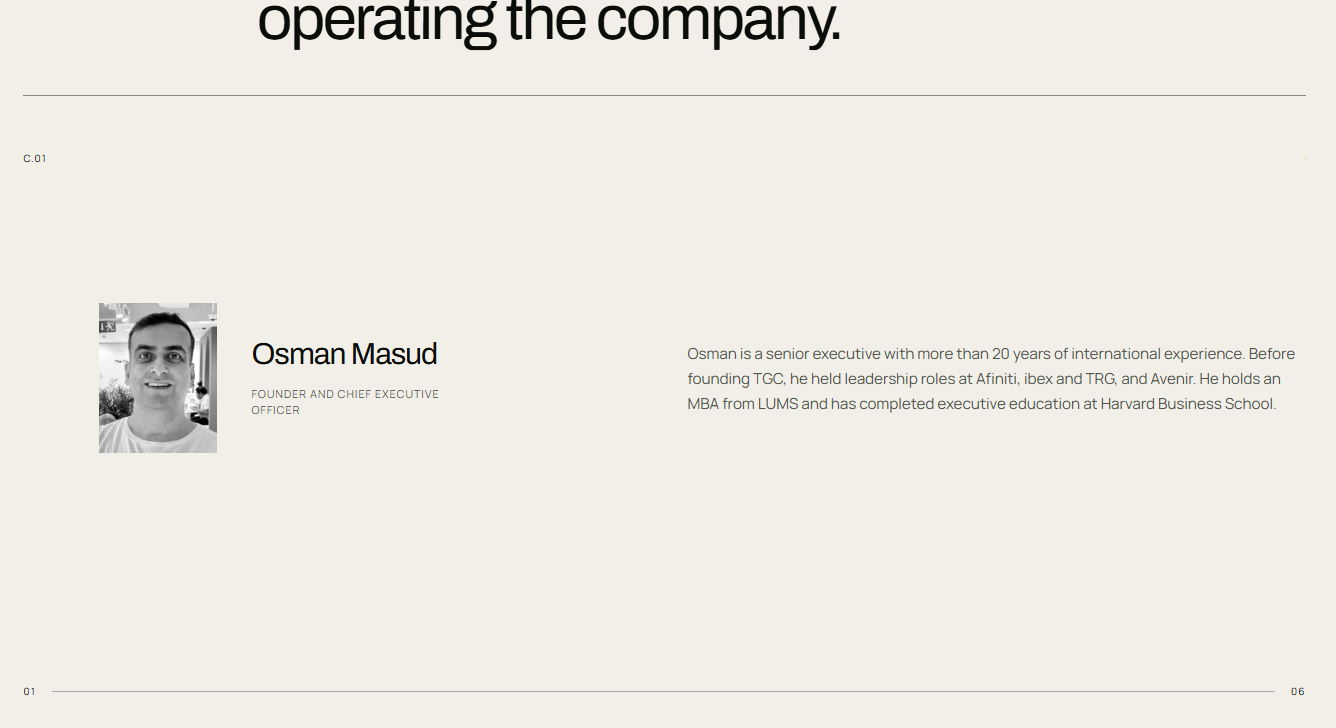 operating the company.
C.01
Osman Masud
FOUNDER AND CHIEF EXECUTIVE
OFFICER
Osman is a senior executive with more than 20 years of international experience. Before
founding TGC, he held leadership roles at Afiniti, ibex and TRG, and Avenir. He holds an
MBA from LUMS and has completed executive education at Harvard Business School.
01
06